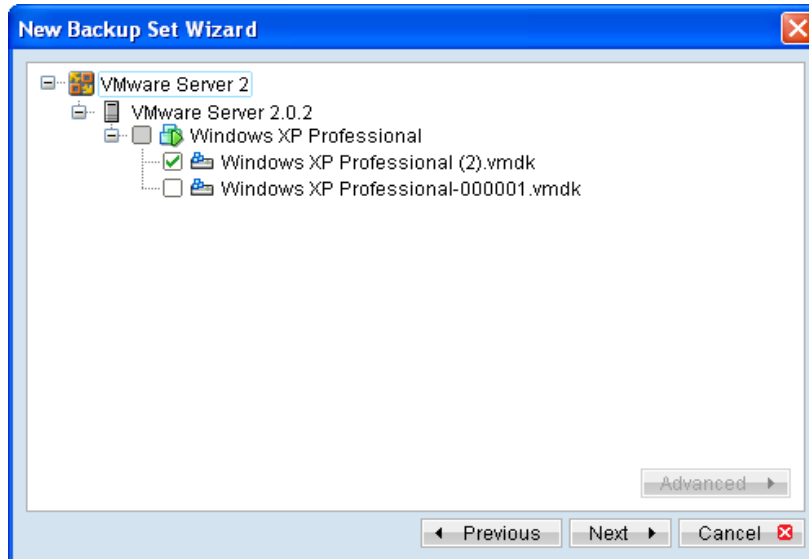 New Backup Set Wizard
VMware Server 2
VMware Server 2.0.2
Windows XP Professional
Windows XP Professional (2).vmdk
Windows XP Professional-000001.vmdk
Advanced
Previous Next Cancel